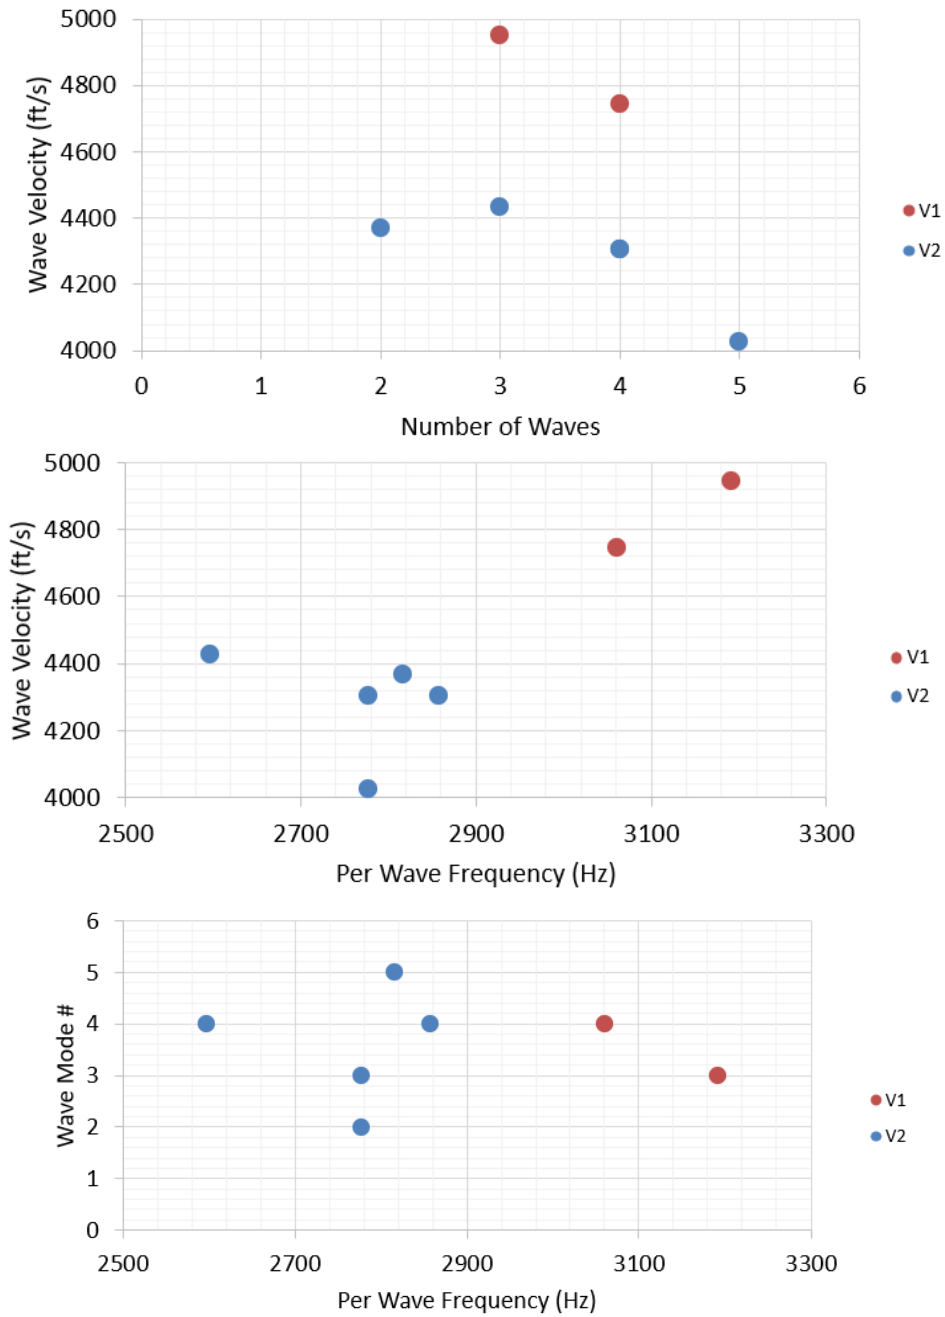 5000
4800
4600
4400
4200
4000
Wave Velocity (ft/s)
0 1 2 3 4 5 6
Number of Waves
V1
V2
5000
4800
4600
4400
4200
4000
Wave Velocity (ft/s)
2500 2700 2900 3100 3300
Per Wave Frequency (Hz)
V1
V2
6
5
4
3
2
1
0
Wave Mode #
2500 2700 2900 3100 3300
Per Wave Frequency (Hz)
V1
V2